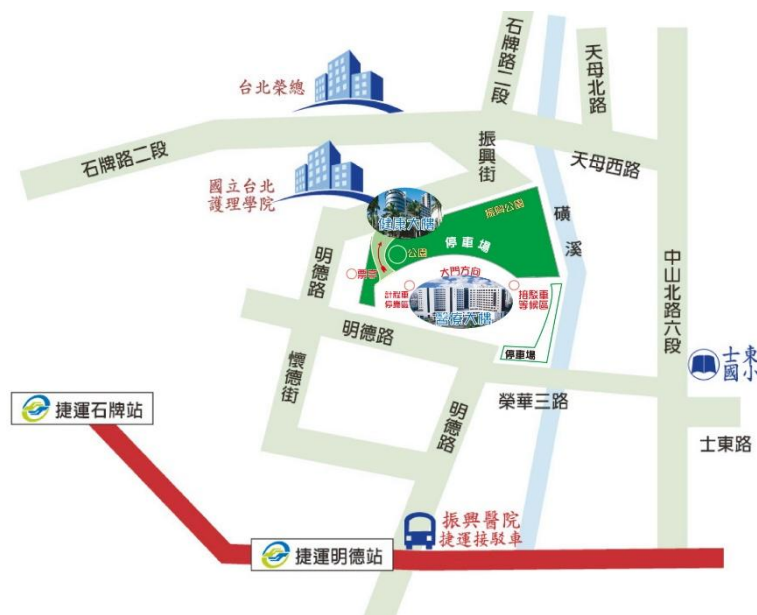 石牌路二段
天母北路
台北榮總
石牌路二段
振興街
天母西路
國立台北
護理學院
振興公園
健康大樓
磺溪
停車場
公園
明德路
票亭
大門方向
中山北路六段
計程車
停靠區
接駁車
等候區
醫療大樓
明德路
停車場
士東
國小
懷德街
榮華三路
捷運石牌站
明德路
士東路
振興醫院
捷運接駁車
捷運明德站